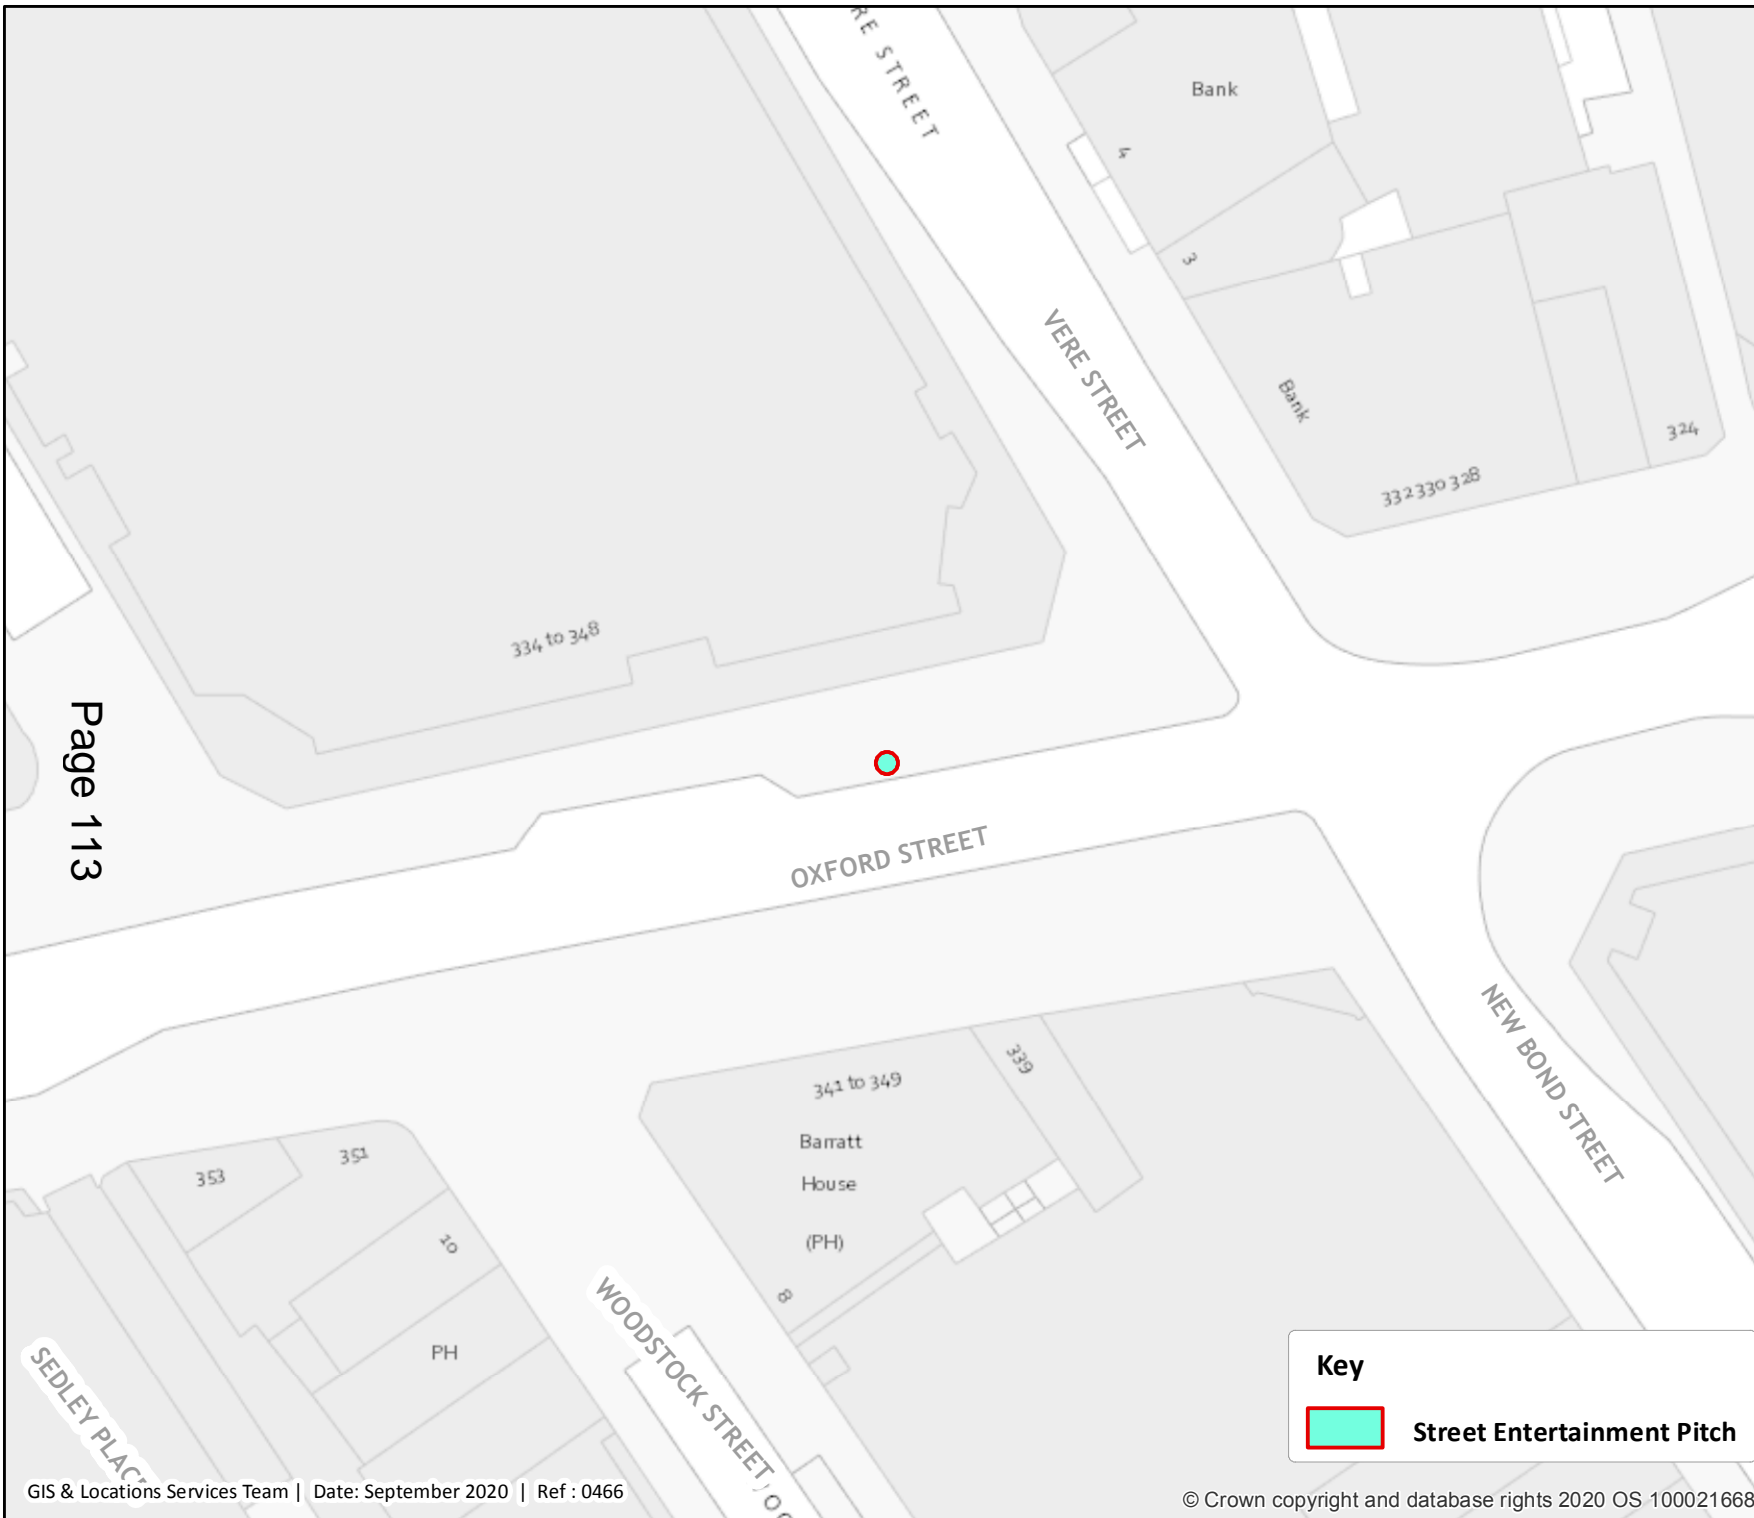 RE STREET
Bank
4
3
VERE STREET
Bank
324
332 330 328
334 to 348
Page 113
OXFORD STREET
NEW BOND STREET
339
341 to 349
Barratt
House
(PH)
8
353
351
10
PH
WOODSTOCK STREET
SEDLEY PLACE
Key
Street Entertainment Pitch
GIS & Locations Services Team | Date: September 2020 | Ref : 0466
© Crown copyright and database rights 2020 OS 100021668